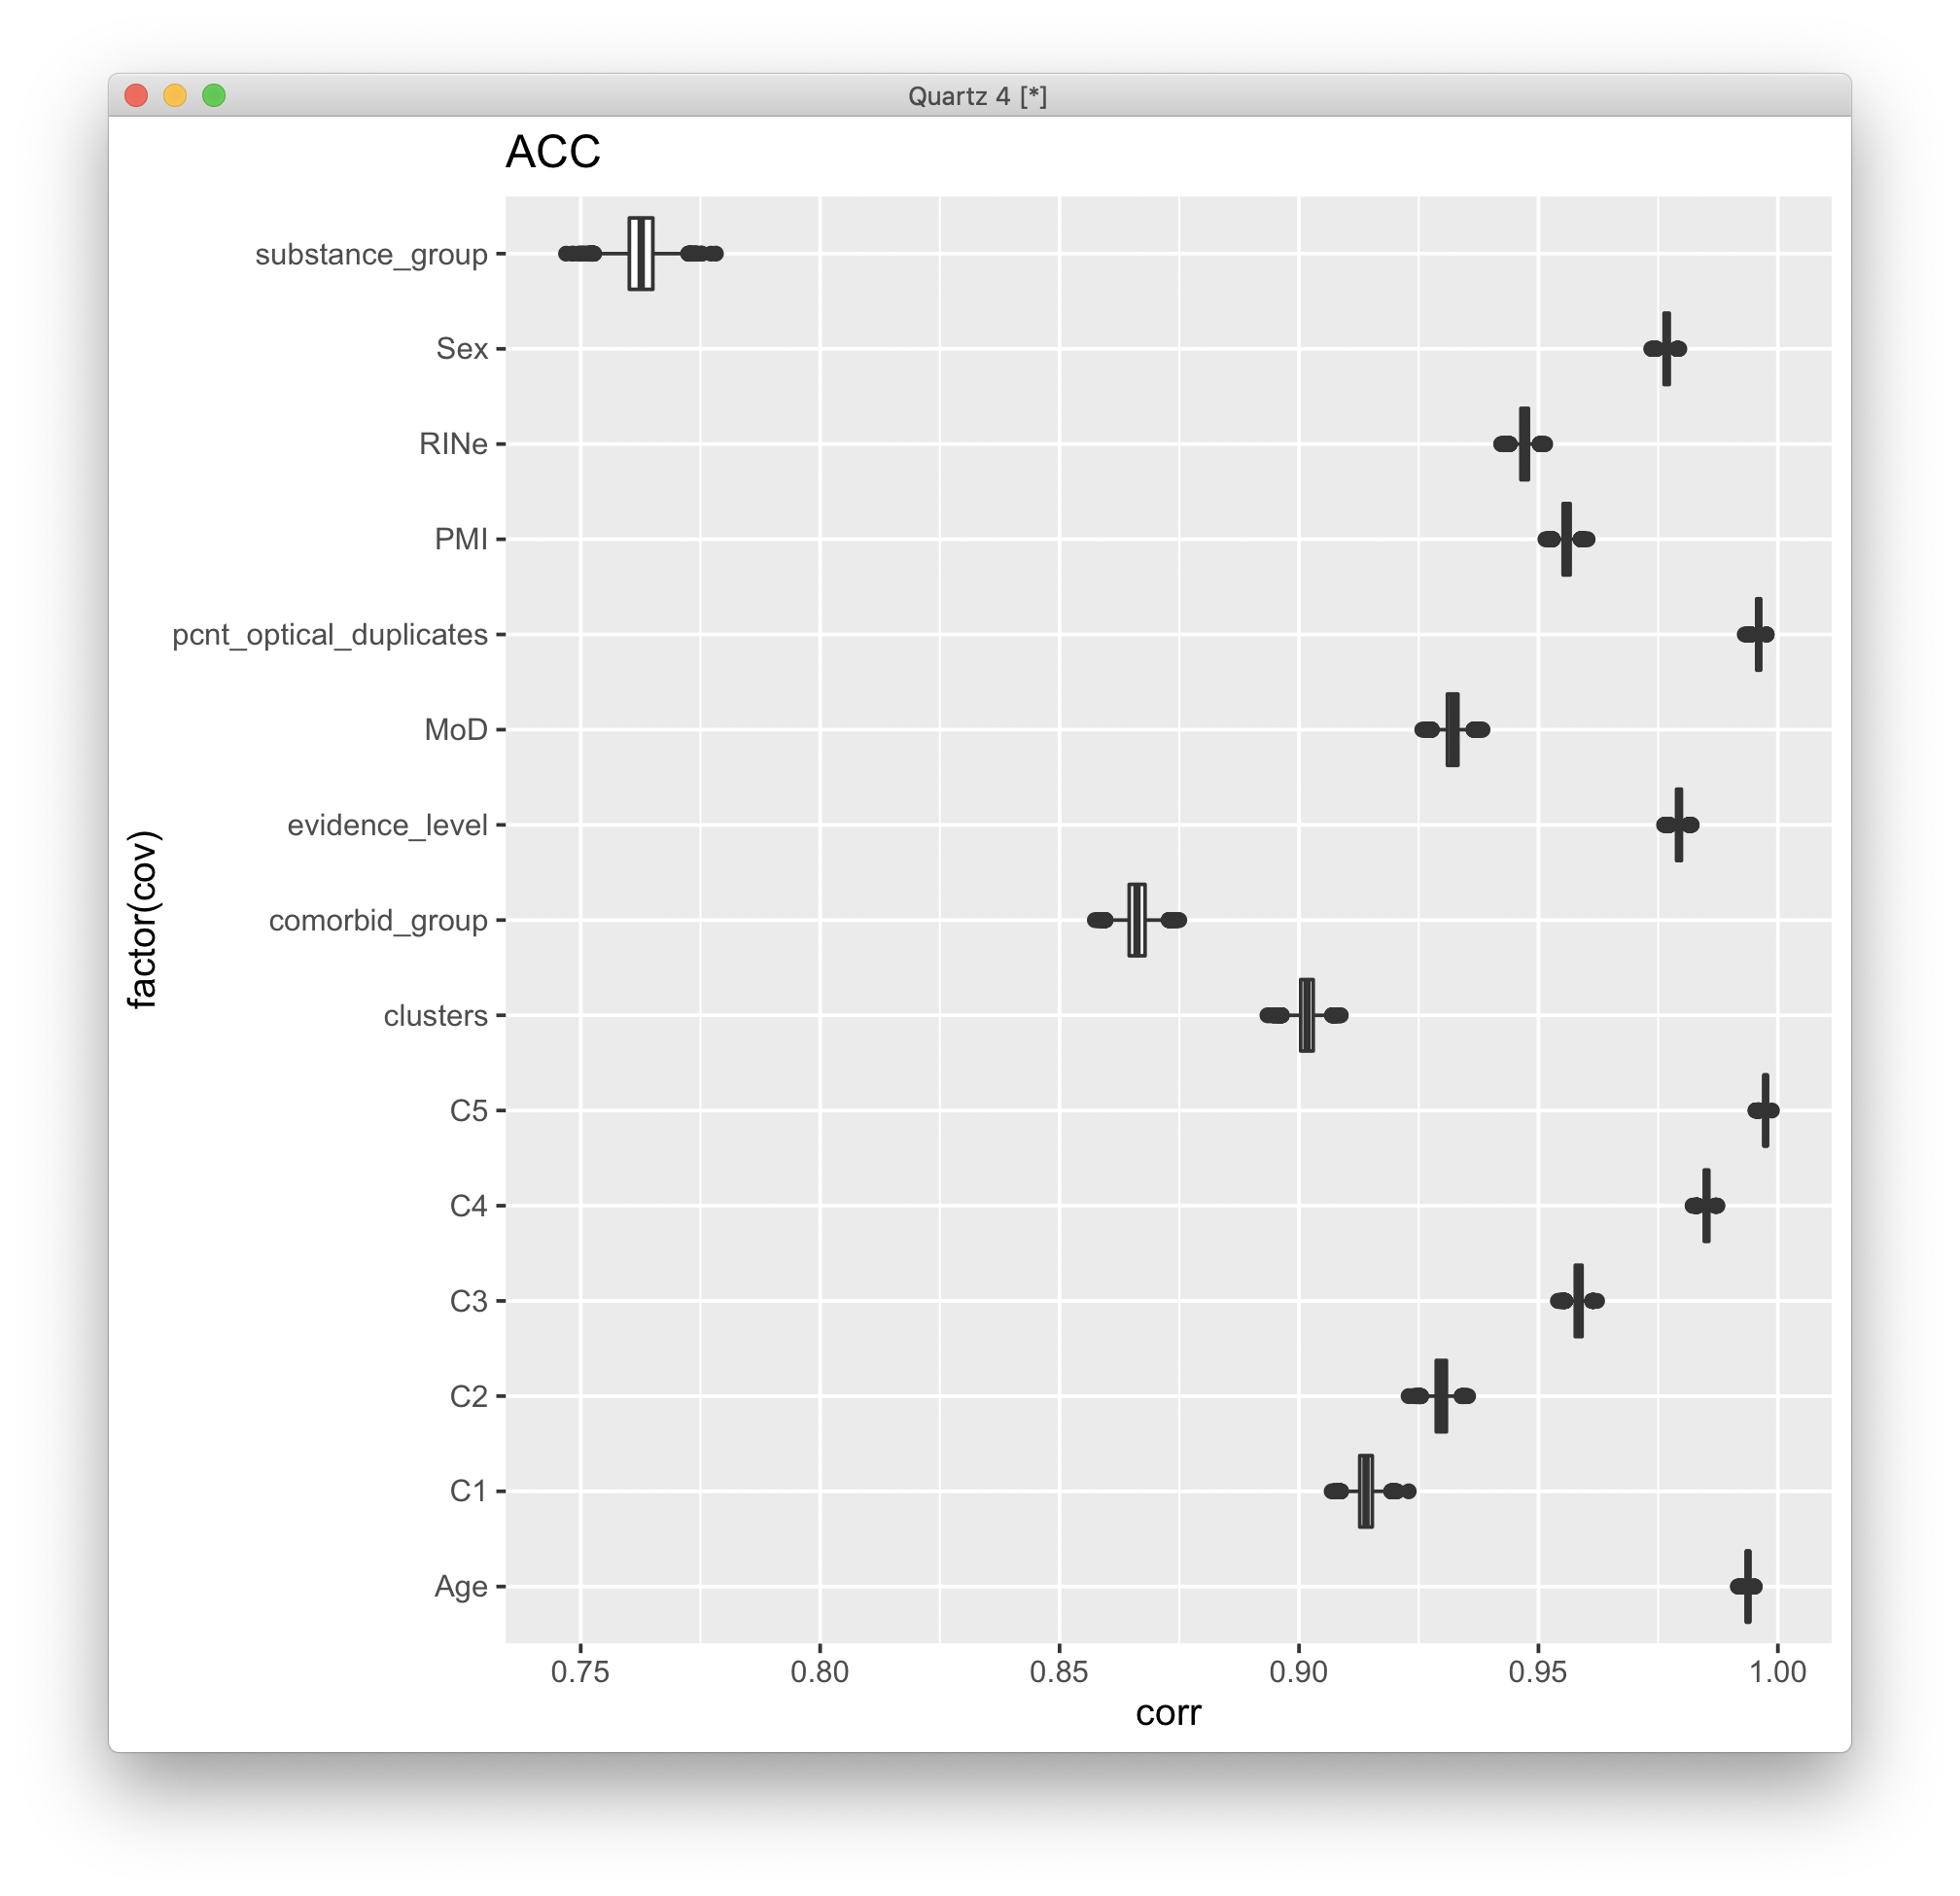 Quartz 4 [*]
ACC
substance_group
Sex
RINe
PMI
pcnt_optical_duplicates
MoD
evidence_level
comorbid_group
clusters
C5
C4
C3
C2
C1
Age
factor(cov)
0.75 0.80 0.85 0.90 0.95 1.00
corr